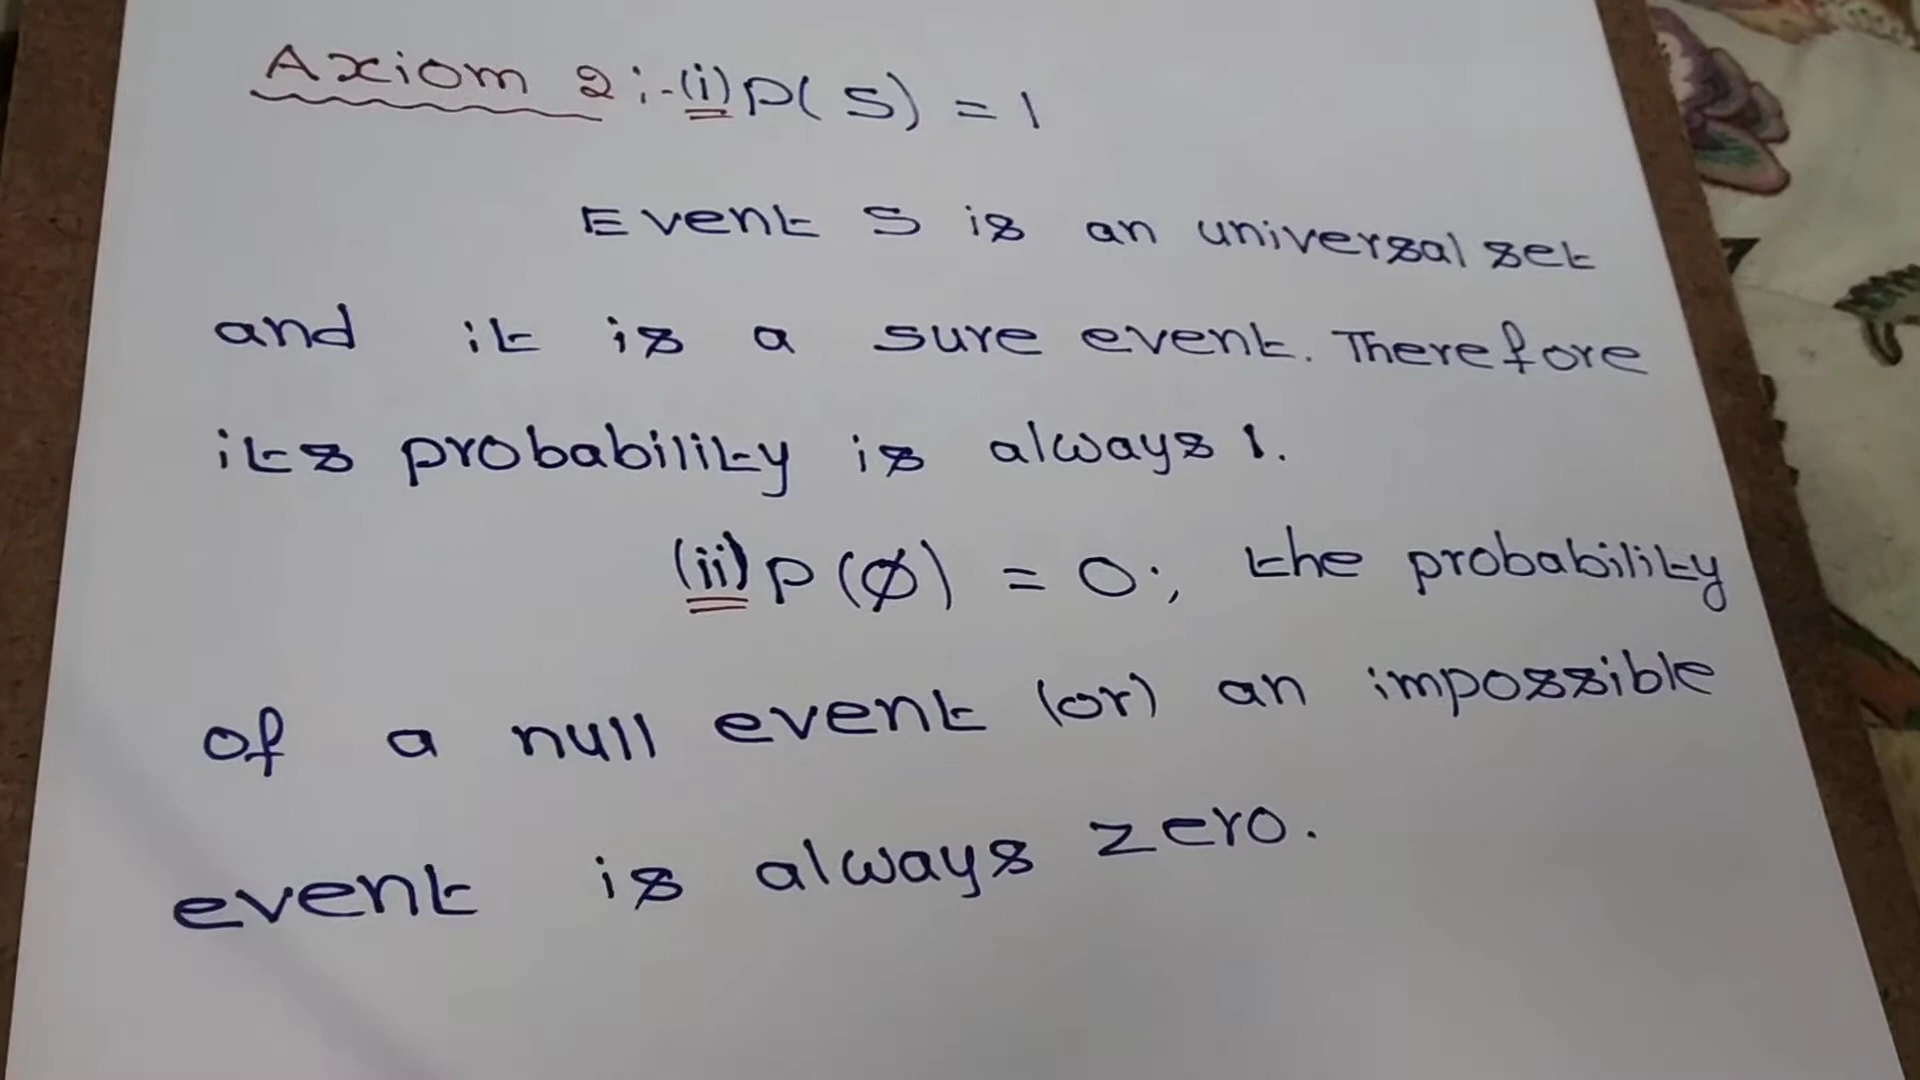 Axiom 2:-(i) P(S) = 1
Event S is an universal set
and it is a sure event. Therefore
its probability is always 1.
(ii) P(Ø) = 0; the probability
of a null event (or) an impossible
event is always zero.